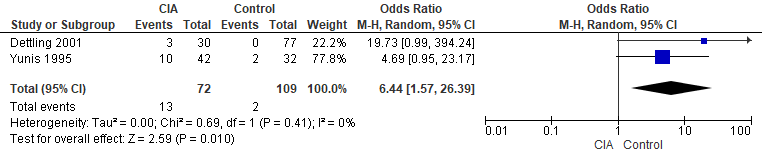 CIA Control Odds Ratio Odds Ratio
Study or Subgroup Events Total Events Total Weight M-H, Random, 95% CI M-H, Random, 95% CI
Dettling 2001 3 30 0 77 22.2% 19.73 [0.99, 394.24]
Yunis 1995 10 42 2 32 77.8% 4.69 [0.95, 23.17]
Total (95% CI) 72 109 100.0% 6.44 [1.57, 26.39]
Total events 13 2
Heterogeneity: Tau² = 0.00; Chi² = 0.69, df = 1 (P = 0.41); I² = 0%
Test for overall effect: Z = 2.59 (P = 0.010)
0.01 0.1 1 10 100
CIA Control